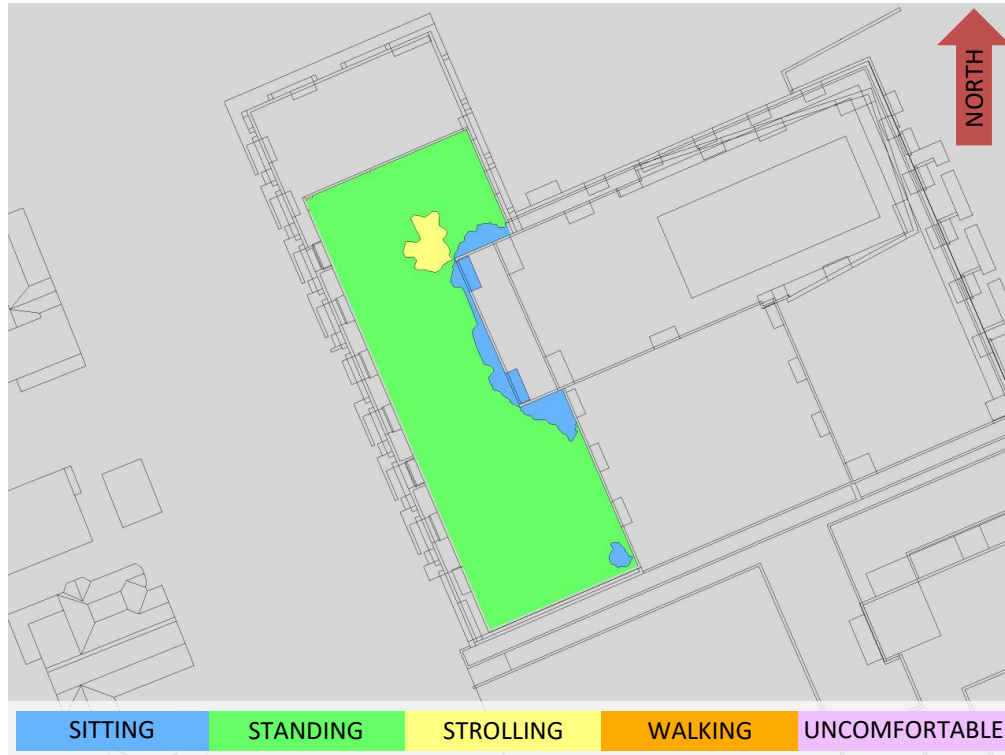 NORTH
SITTING
STANDING
STROLLING
WALKING
UNCOMFORTABLE